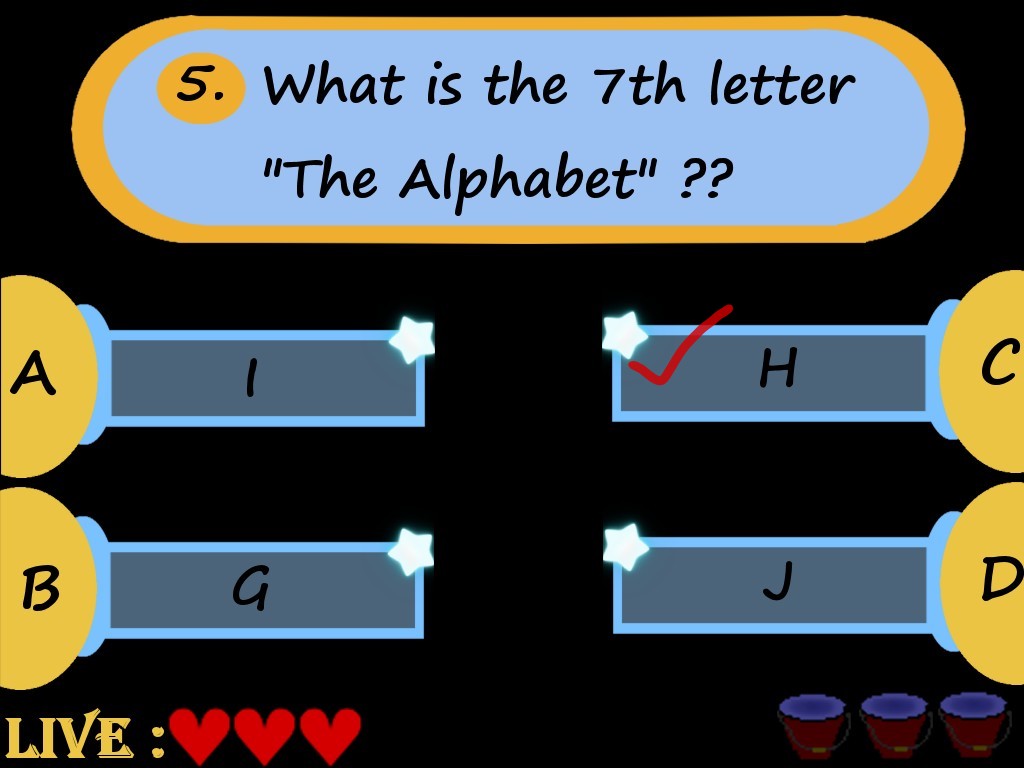 5. What is the 7th letter
"The Alphabet" ??
A I
H C
B G
J D
LIVE :